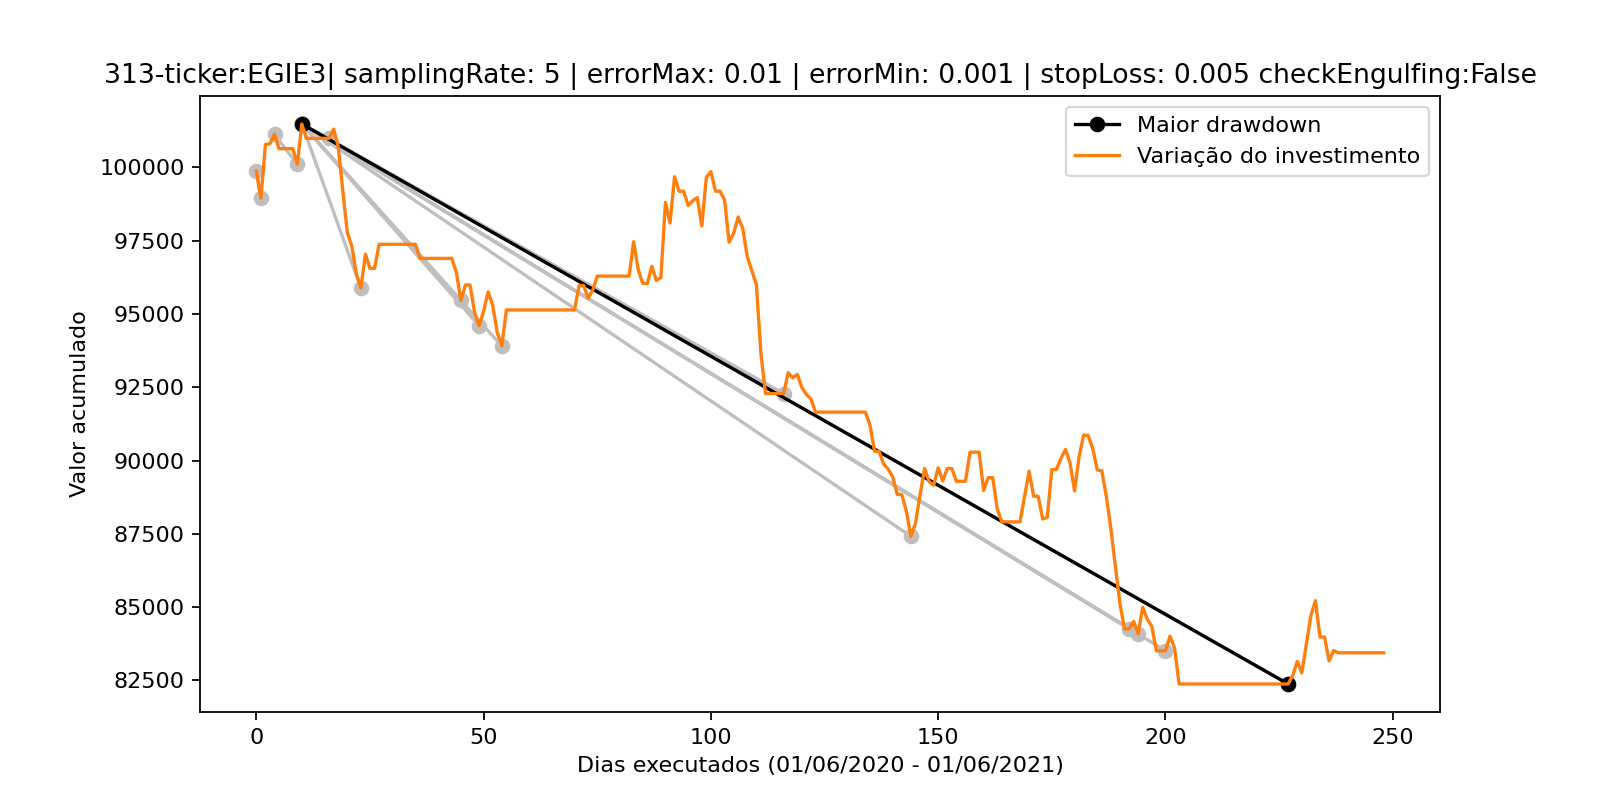 313-ticker:EGIE3| samplingRate: 5 | errorMax: 0.01 | errorMin: 0.001 | stopLoss: 0.005 checkEngulfing:False
Maior drawdown
Variação do investimento
Valor acumulado
100000
97500
95000
92500
90000
87500
85000
82500
0 50 100 150 200 250
Dias executados (01/06/2020 - 01/06/2021)